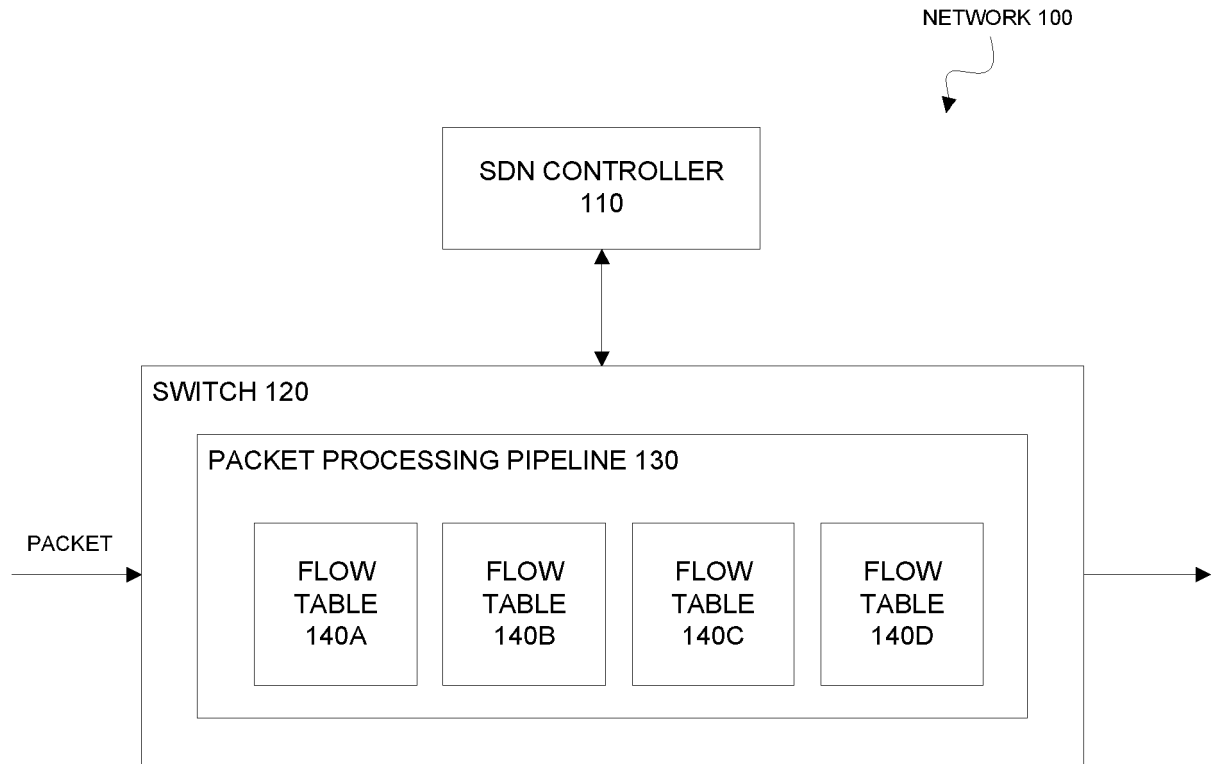 NETWORK 100
SDN CONTROLLER
110
SWITCH 120
PACKET PROCESSING PIPELINE 130
PACKET
FLOW
TABLE
140A
FLOW
TABLE
140B
FLOW
TABLE
140C
FLOW
TABLE
140D